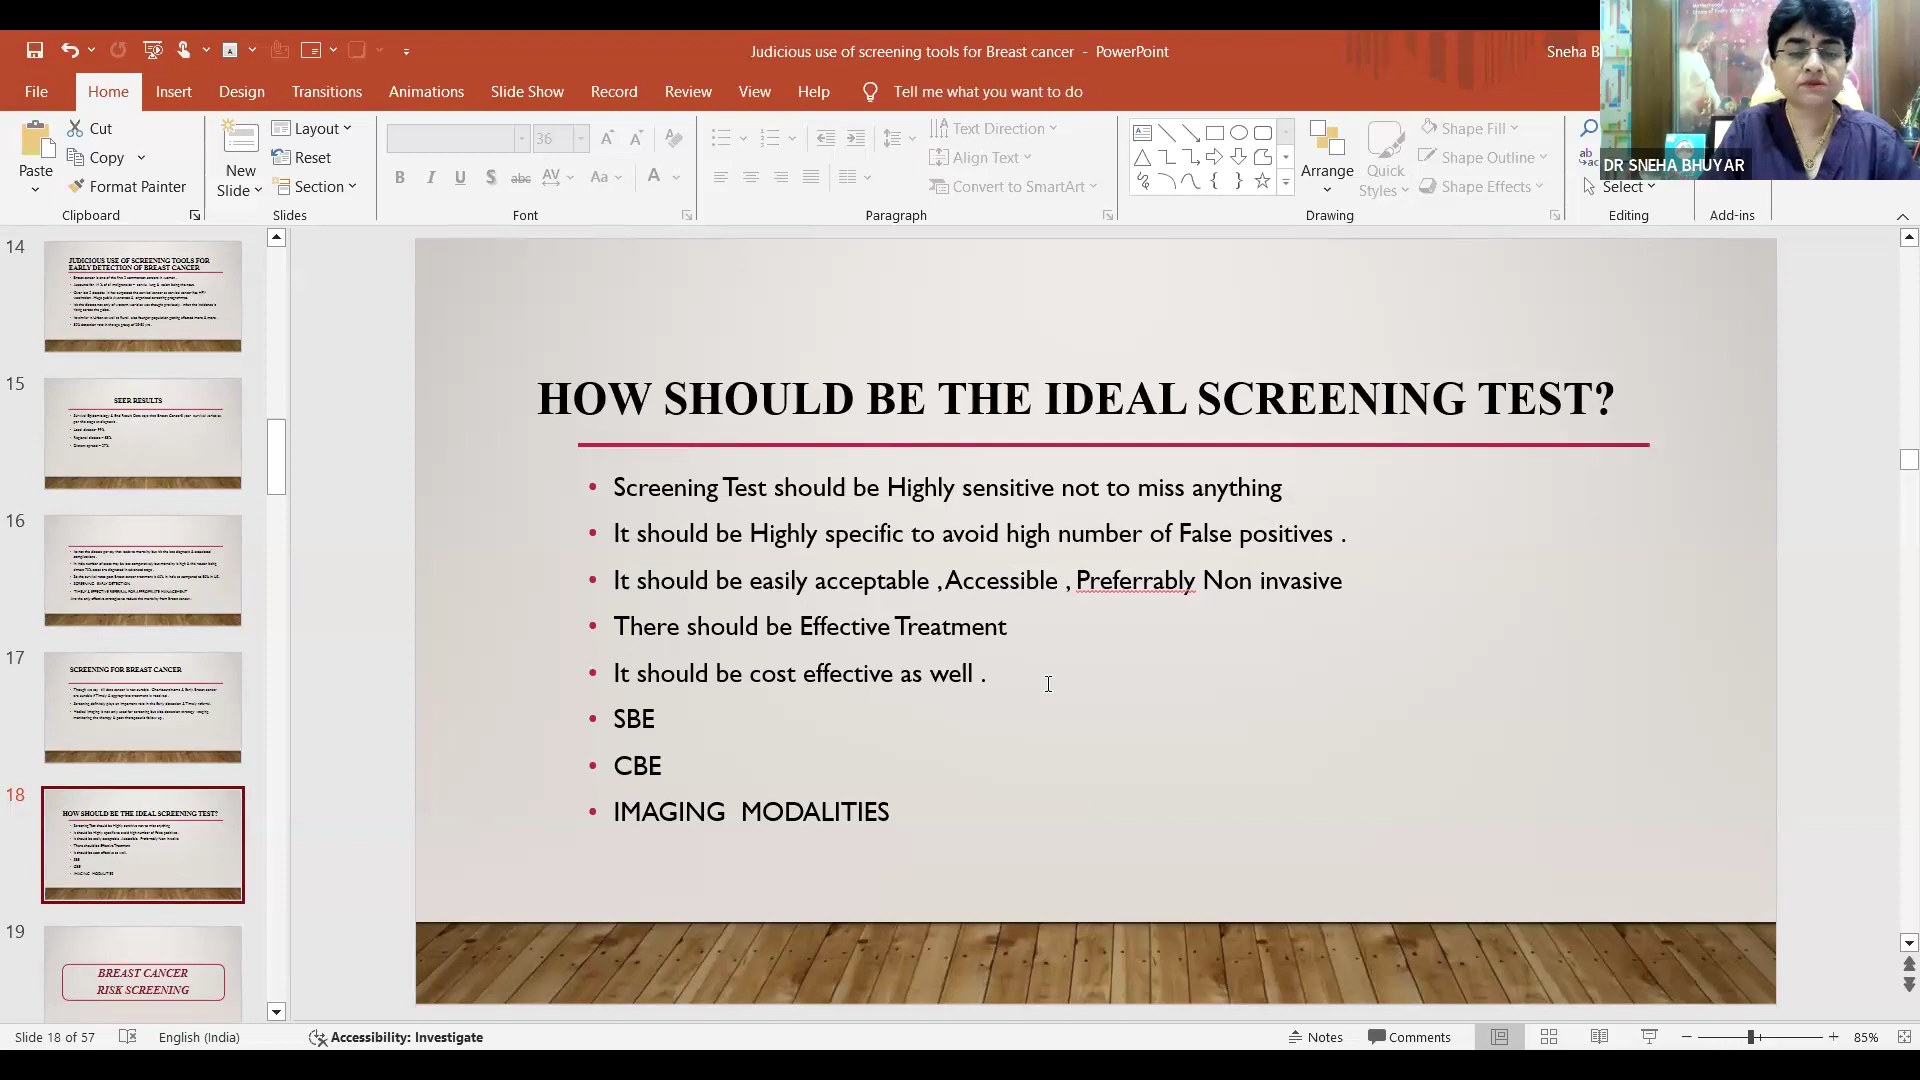 Judicious use of screening tools for Breast cancer - PowerPoint
Sneha B
File Home Insert Design Transitions Animations Slide Show Record Review View Help Tell me what you want to do
Paste
Cut
Copy
Format Painter
Clipboard
New Slide
Layout
Reset
Section
Slides
36
B I U S abc AV Aa A
Font
Text Direction
Align Text
Convert to SmartArt
Paragraph
Arrange
Quick Styles
Shape Fill
Shape Outline
Shape Effects
Drawing
Select
Editing
Add-ins
DR SNEHA BHUYAR
14
JUDICIOUS USE OF SCREENING TOOLS FOR
EARLY DETECTION OF BREAST CANCER
15
SEER RESULTS
16
17
SCREENING FOR BREAST CANCER
18
HOW SHOULD BE THE IDEAL SCREENING TEST?
19
BREAST CANCER
RISK SCREENING
HOW SHOULD BE THE IDEAL SCREENING TEST?
• Screening Test should be Highly sensitive not to miss anything
• It should be Highly specific to avoid high number of False positives .
• It should be easily acceptable , Accessible , Preferrably Non invasive
• There should be Effective Treatment
• It should be cost effective as well .
• SBE
• CBE
• IMAGING MODALITIES
Slide 18 of 57
English (India)
Accessibility: Investigate
Notes
Comments
85%